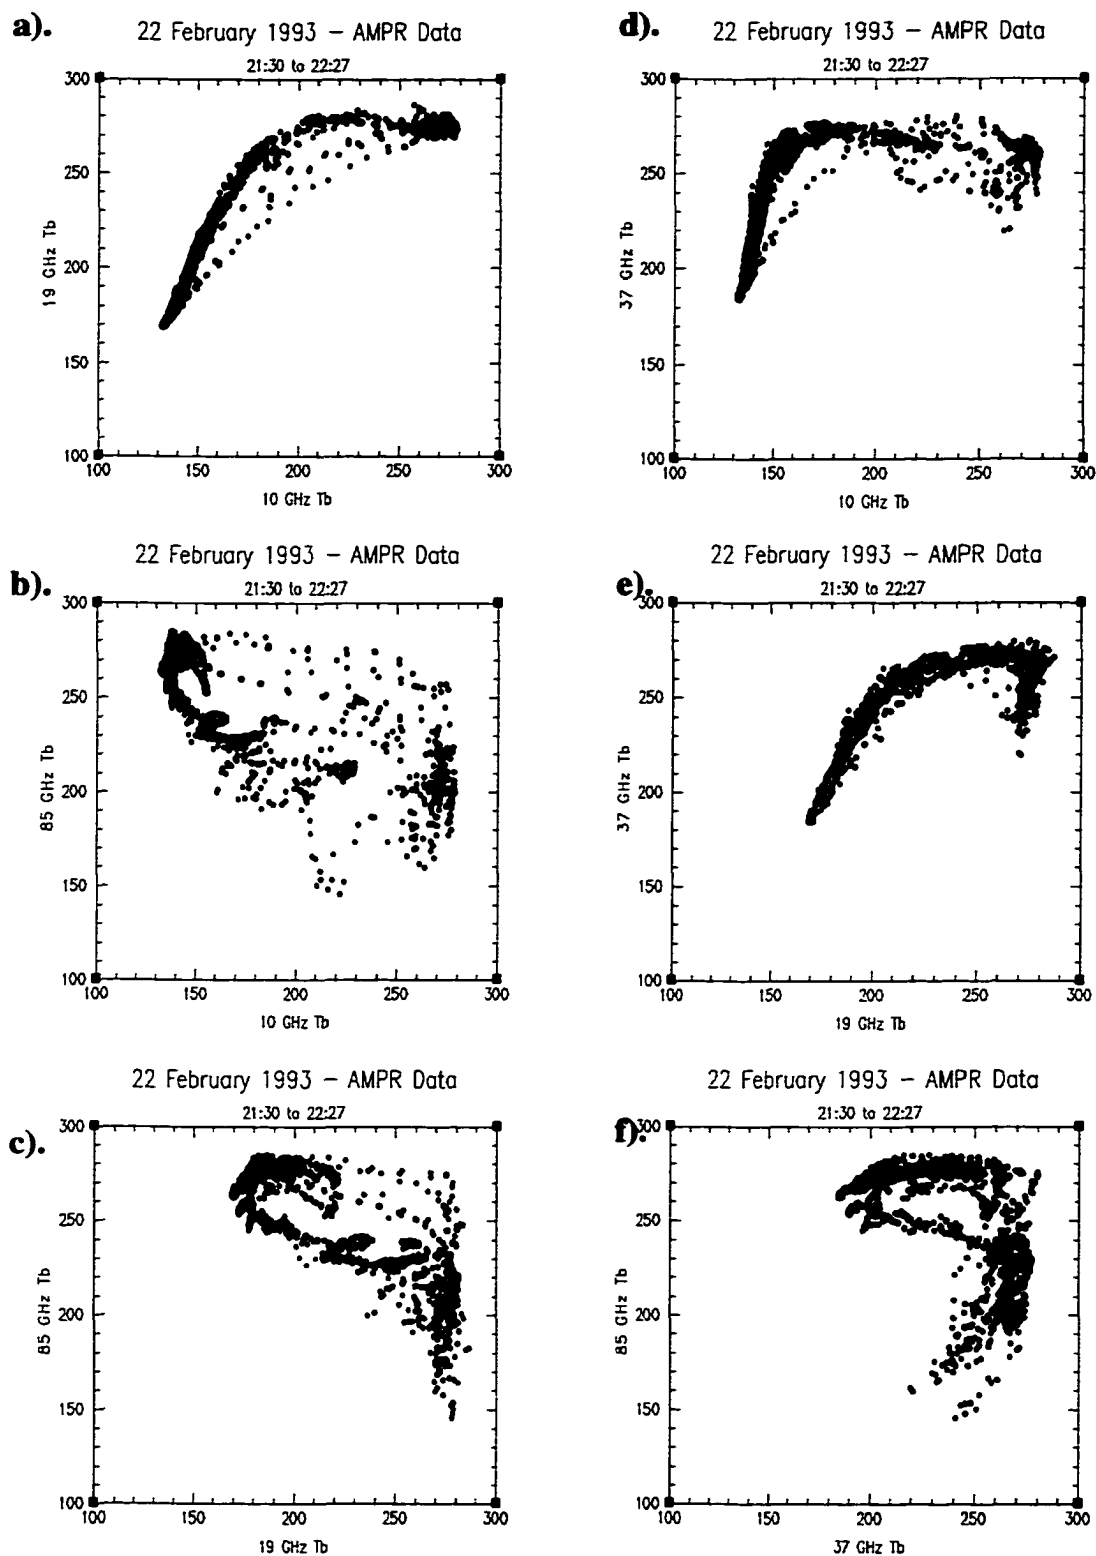 a).
22 February 1993 – AMPR Data
21:30 to 22:27
300
250
200
150
100
19 GHz Tb
100 150 200 250 300
10 GHz Tb
d).
22 February 1993 – AMPR Data
21:30 to 22:27
300
250
200
150
100
37 GHz Tb
100 150 200 250 300
10 GHz Tb
b).
22 February 1993 – AMPR Data
21:30 to 22:27
300
250
200
150
100
85 GHz Tb
100 150 200 250 300
10 GHz Tb
e).
22 February 1993 – AMPR Data
21:30 to 22:27
300
250
200
150
100
37 GHz Tb
100 150 200 250 300
19 GHz Tb
c).
22 February 1993 – AMPR Data
21:30 to 22:27
300
250
200
150
100
85 GHz Tb
100 150 200 250 300
19 GHz Tb
f).
22 February 1993 – AMPR Data
21:30 to 22:27
300
250
200
150
100
85 GHz Tb
100 150 200 250 300
37 GHz Tb